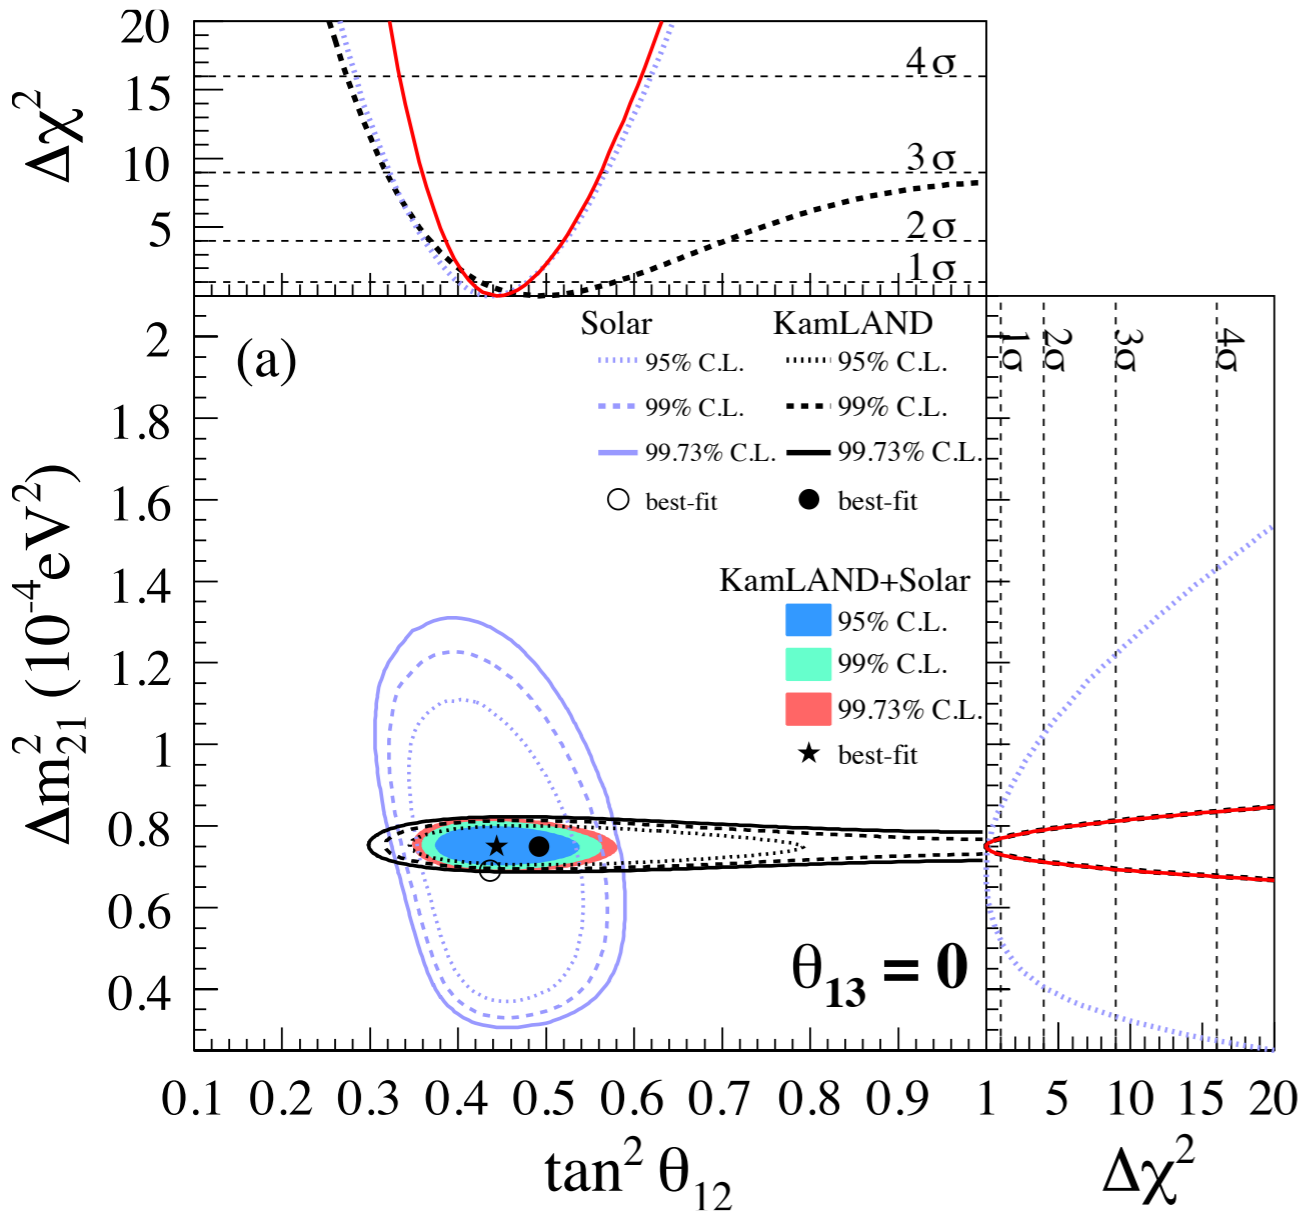 Δχ²
20
15
10
5
4σ
3σ
2σ
1σ
Δm²₂₁ (10⁻⁴ eV²)
2
1.8
1.6
1.4
1.2
1
0.8
0.6
0.4
(a)
Solar
95% C.L.
99% C.L.
99.73% C.L.
best-fit
KamLAND
95% C.L.
99% C.L.
99.73% C.L.
best-fit
KamLAND+Solar
95% C.L.
99% C.L.
99.73% C.L.
best-fit
θ₁₃ = 0
1σ
2σ
3σ
4σ
0.1 0.2 0.3 0.4 0.5 0.6 0.7 0.8 0.9 1 5 10 15 20
tan² θ₁₂
Δχ²